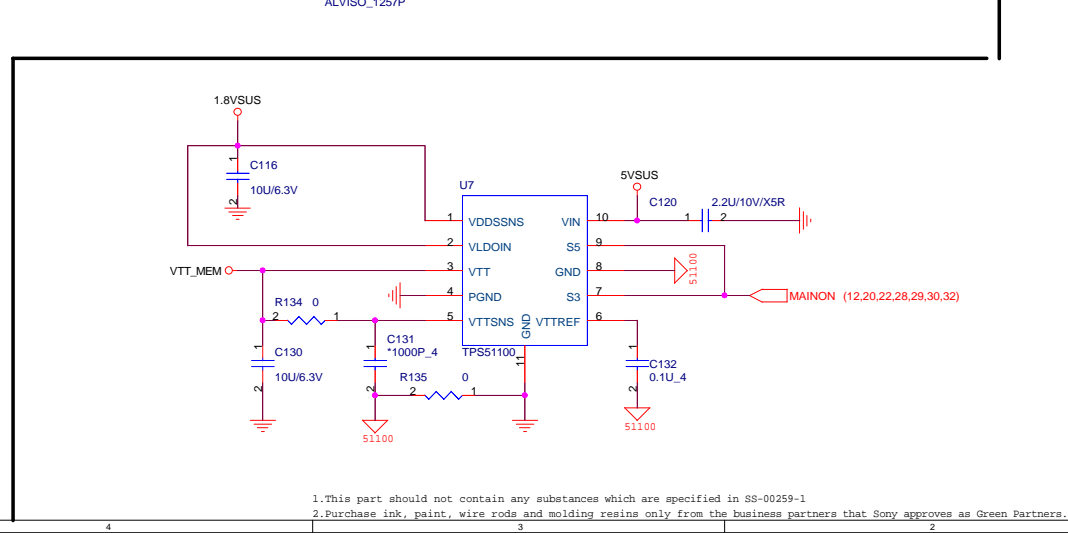 ALVISO_1257P
1.8VSUS
1
C116
10U/6.3V
2
U7
5VSUS
C120
2.2U/10V/X5R
1 2
1 VDDSSNS
VIN 10
2 VLDOIN
S5 9
VTT_MEM
3 VTT
GND 8
51100
4 PGND
S3 7
MAINON (12,20,22,28,29,30,32)
R134 0
2 1
5 VTTSNS
GND
VTTREF 6
TPS51100
11
1
C130
10U/6.3V
2
1
C131
*1000P_4
2
R135 0
2 1
51100
1
C132
0.1U_4
2
51100
1.This part should not contain any substances which are specified in SS-00259-1
2.Purchase ink, paint, wire rods and molding resins only from the business partners that Sony approves as Green Partners.
4 3 2